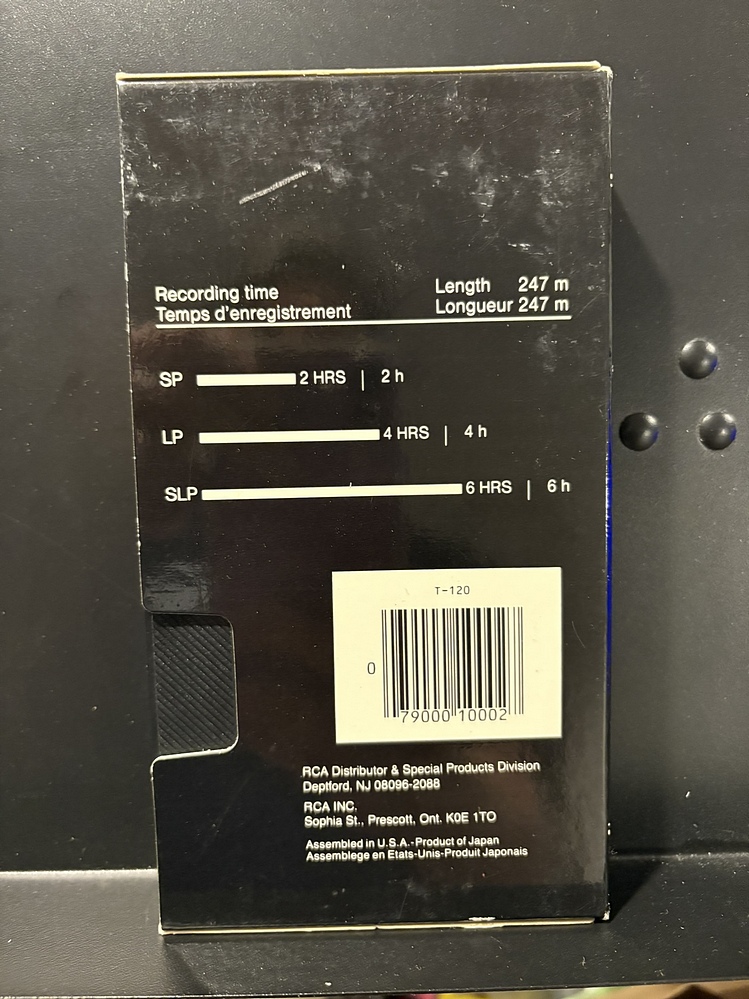 Recording time Length 247 m
Temps d'enregistrement Longueur 247 m
SP 2 HRS | 2 h
LP 4 HRS | 4 h
SLP 6 HRS | 6 h
T-120
0 79000 10002
RCA Distributor & Special Products Division
Deptford, NJ 08096-2088
RCA INC.
Sophia St., Prescott, Ont. K0E 1TO
Assembled in U.S.A.-Product of Japan
Assemblege en Etats-Unis-Produit Japonais